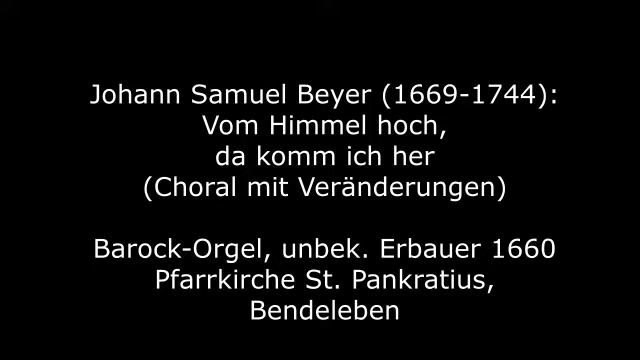 Johann Samuel Beyer (1669-1744):
Vom Himmel hoch,
da komm ich her
(Choral mit Veränderungen)
Barock-Orgel, unbek. Erbauer 1660
Pfarrkirche St. Pankratius,
Bendeleben